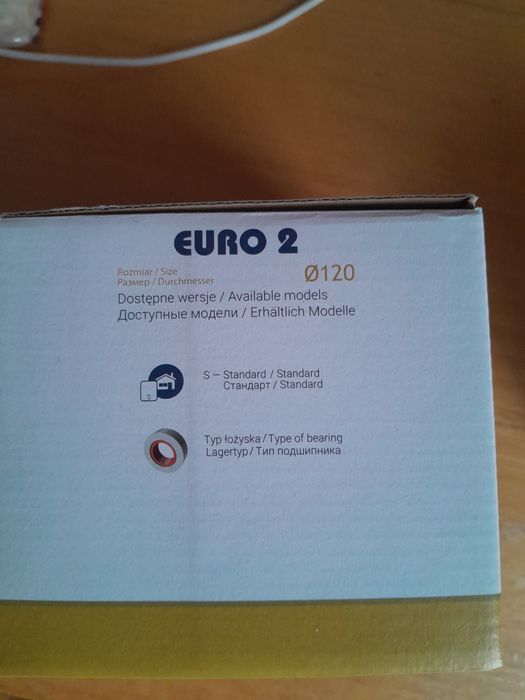 EURO 2
Rozmiar / Size
Размер / Durchmesser
Ø120
Dostępne wersje / Available models
Доступные модели / Erhältlich Modelle
S
S — Standard / Standard
Стандарт / Standard
Typ łożyska / Type of bearing
Lagertyp / Тип подшипника